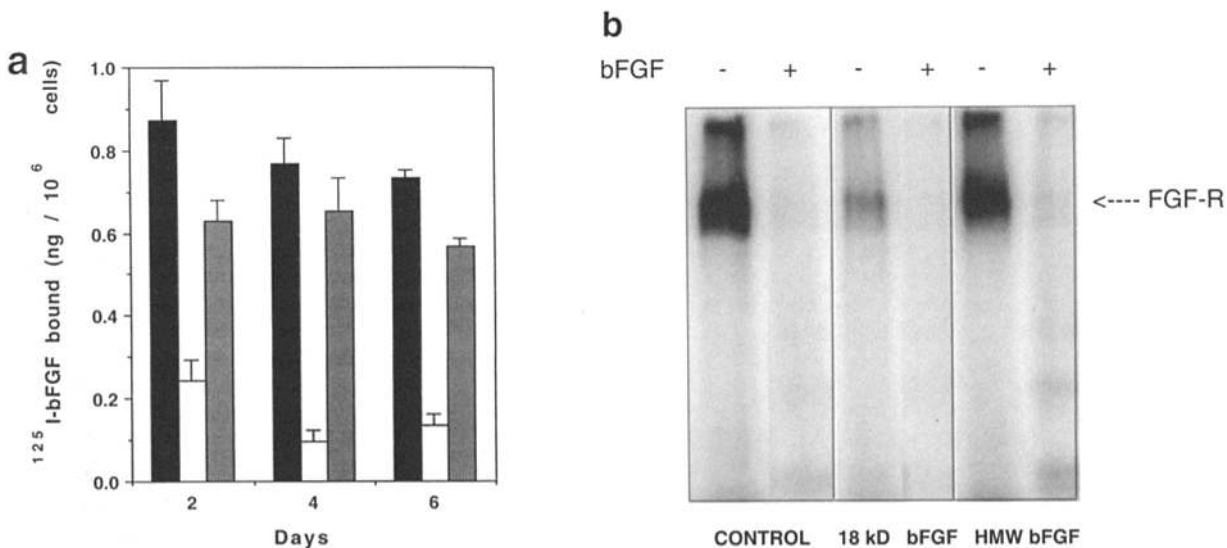 a
125 I-bFGF bound (ng / 10 6 cells)
1.0
0.8
0.6
0.4
0.2
0.0
2 4 6
Days
b
bFGF - + - + - +
<---- FGF-R
CONTROL 18 kD bFGF HMW bFGF